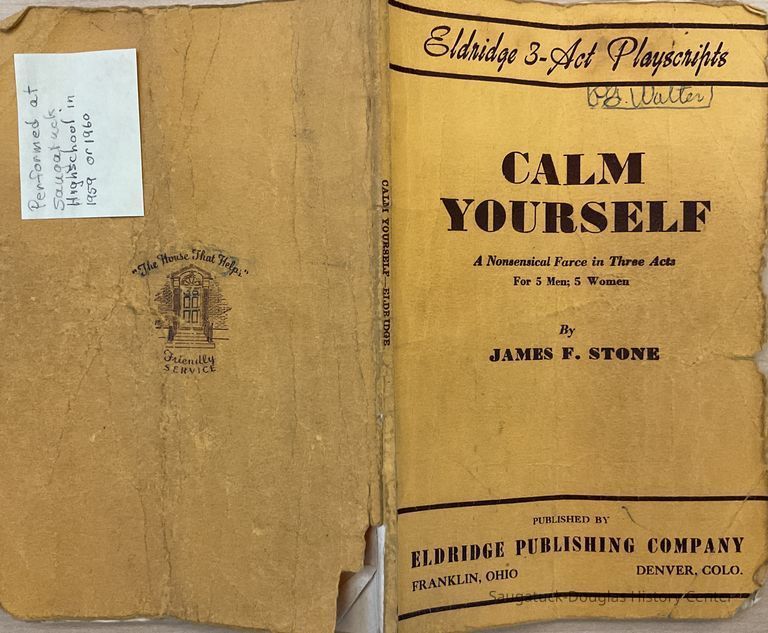 Performed at
Saugatuck
Highschool in
1959 or 1960
"The House That Helps"
Friendly
SERVICE
CALM YOURSELF—ELDRIDGE
Eldridge 3-Act Playscripts
Walter
CALM
YOURSELF
A Nonsensical Farce in Three Acts
For 5 Men; 5 Women
By
JAMES F. STONE
PUBLISHED BY
ELDRIDGE PUBLISHING COMPANY
FRANKLIN, OHIO
DENVER, COLO.
Saugatuck-Douglas History Center